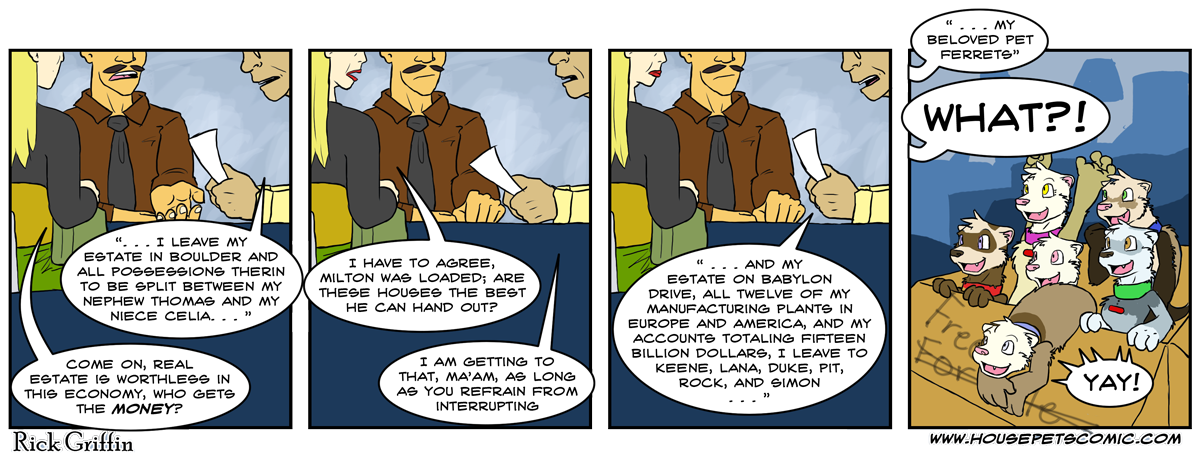 ". . . I LEAVE MY
ESTATE IN BOULDER AND
ALL POSSESSIONS THERIN
TO BE SPLIT BETWEEN MY
NEPHEW THOMAS AND MY
NIECE CELIA. . . "
COME ON, REAL
ESTATE IS WORTHLESS IN
THIS ECONOMY, WHO GETS
THE MONEY?
I HAVE TO AGREE,
MILTON WAS LOADED; ARE
THESE HOUSES THE BEST
HE CAN HAND OUT?
I AM GETTING TO
THAT, MA'AM, AS LONG
AS YOU REFRAIN FROM
INTERRUPTING
" . . . AND MY
ESTATE ON BABYLON
DRIVE, ALL TWELVE OF MY
MANUFACTURING PLANTS IN
EUROPE AND AMERICA, AND MY
ACCOUNTS TOTALING FIFTEEN
BILLION DOLLARS, I LEAVE TO
KEENE, LANA, DUKE, PIT,
ROCK, AND SIMON
. . . "
" . . . MY
BELOVED PET
FERRETS"
WHAT?!
Free
For
YAY!
Rick Griffin
WWW.HOUSEPETSCOMIC.COM